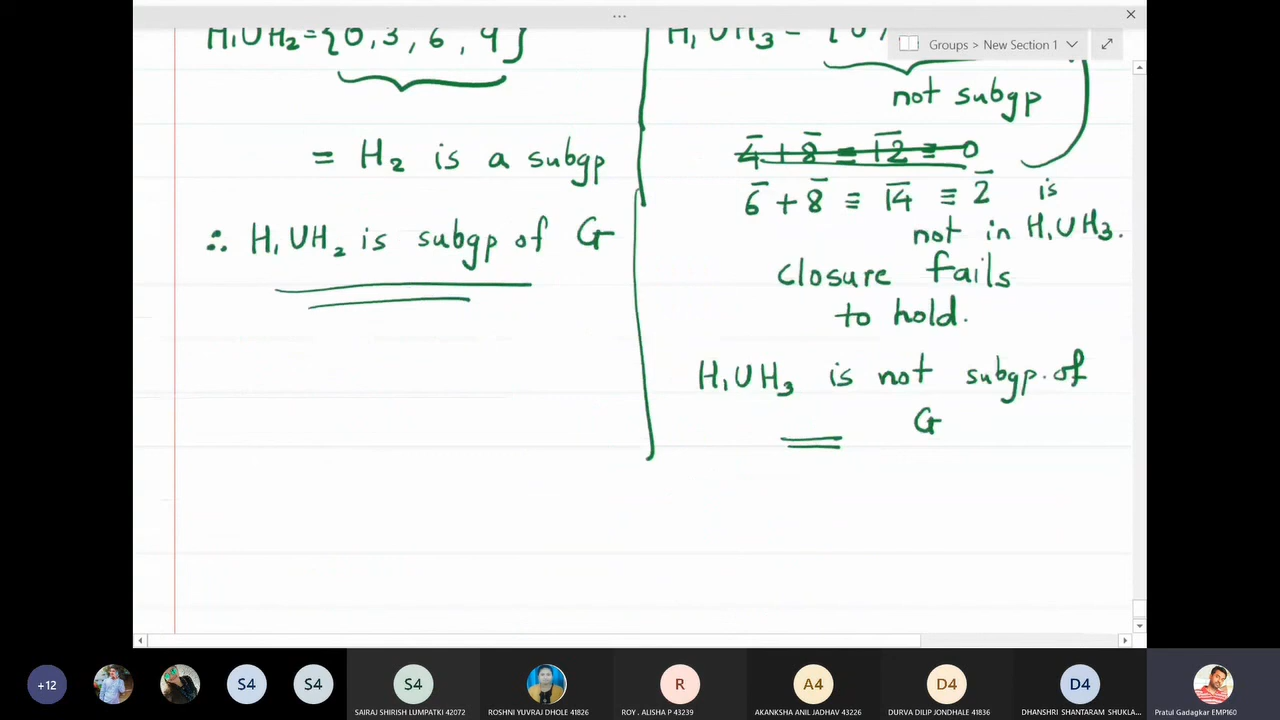 H₁UH₂={0,3,6,9}
= H₂ is a subgp
∴ H₁UH₂ is subgp of G
H₁UH₃ =
Groups > New Section 1
not subgp
4̄ + 8̄ ≡ 1̄2̄ ≡ 0
6̄ + 8̄ ≡ 1̄4̄ ≡ 2̄ is
not in H₁UH₃.
closure fails
to hold.
H₁UH₃ is not subgp. of
G
+12
S4
S4
S4
R
A4
D4
D4
SAIRAJ SHIRISH LUMPATKI 42072
ROSHNI YUVRAJ DHOLE 41826
ROY . ALISHA P 43239
AKANKSHA ANIL JADHAV 43226
DURVA DILIP JONDHALE 41836
DHANSHRI SHANTARAM SHUKLA...
Pratul Gadagkar EMP160